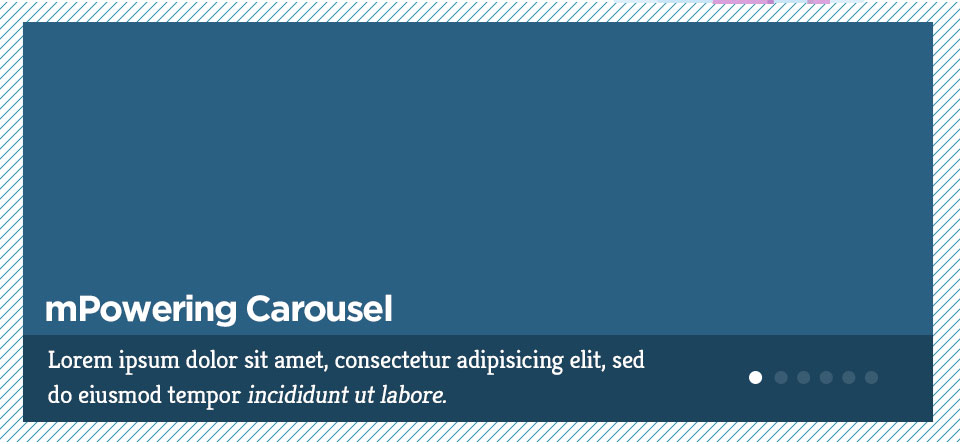 mPowering Carousel
Lorem ipsum dolor sit amet, consectetur adipisicing elit, sed
do eiusmod tempor incididunt ut labore.